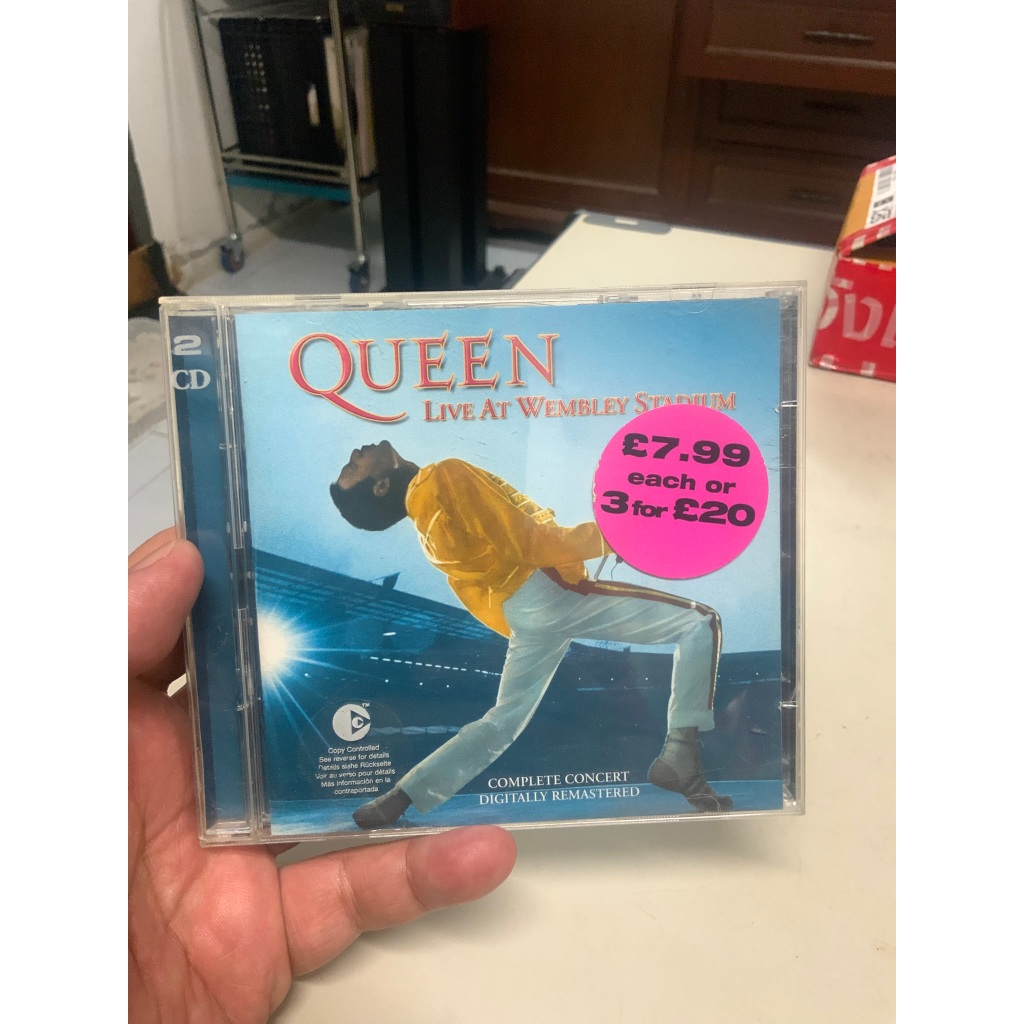 2
CD
QUEEN
LIVE AT WEMBLEY STADIUM
£7.99
each or
3 for £20
TM
Copy Controlled
See reverse for details
Details siehe Rückseite
Voir au verso pour détails
Más información en la
contraportada
COMPLETE CONCERT
DIGITALLY REMASTERED